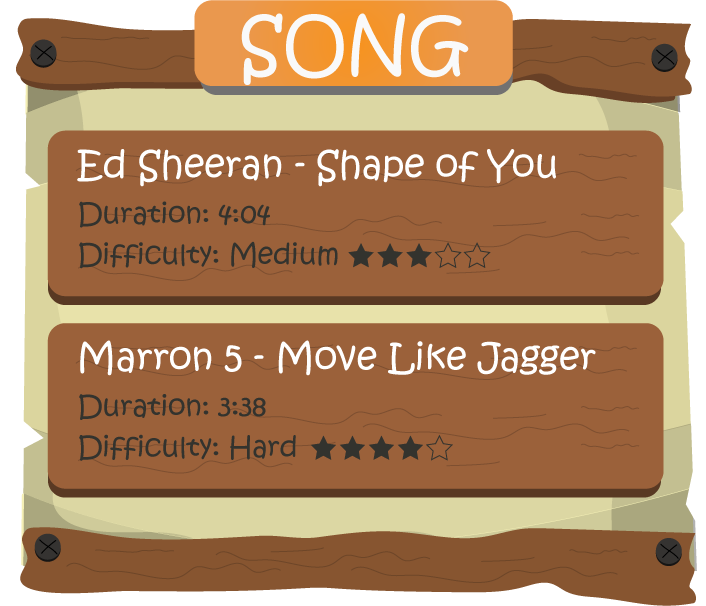 SONG
Ed Sheeran - Shape of You
Duration: 4:04
Difficulty: Medium ★★★☆☆
Marron 5 - Move Like Jagger
Duration: 3:38
Difficulty: Hard ★★★★☆